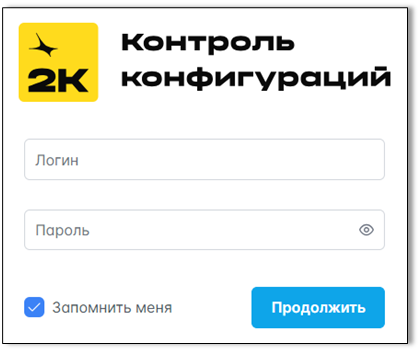 2K
Контроль
конфигураций
Логин
Пароль
Запомнить меня
Продолжить